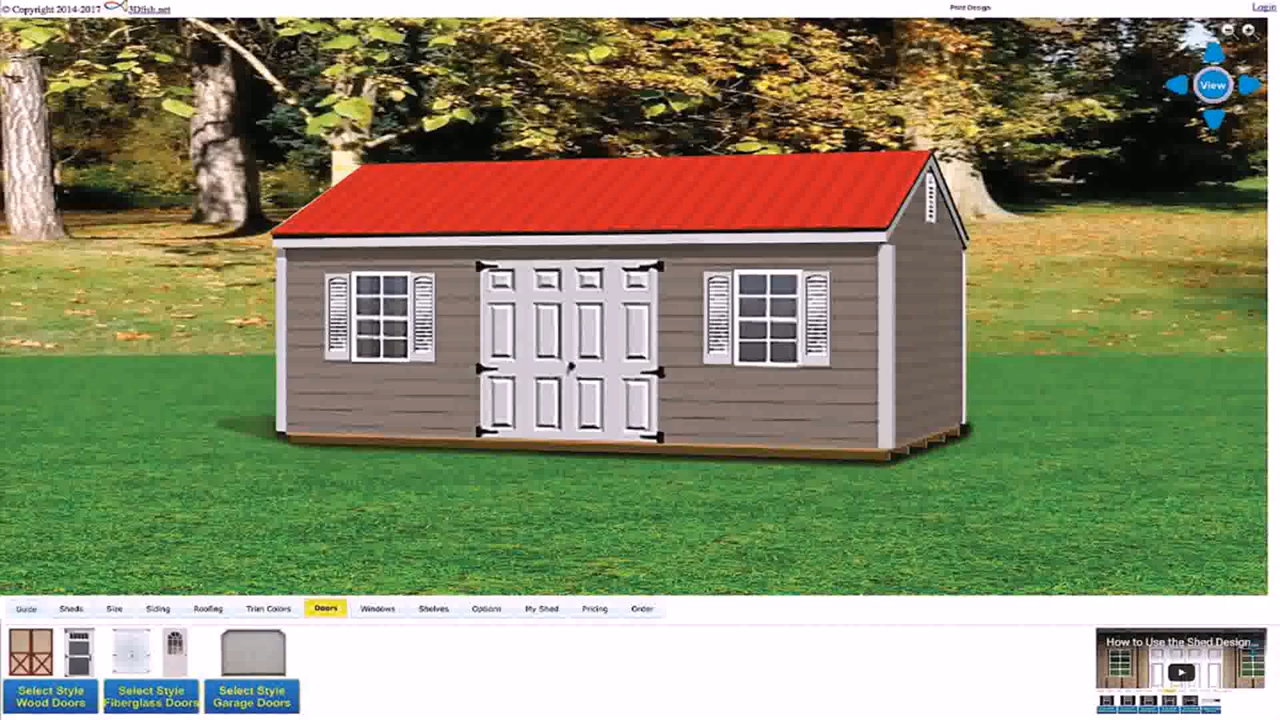 © Copyright 2014-2017 3Dfish.net
Print Design
Login
View
Guide Sheds Size Siding Roofing Trim Colors Doors Windows Shelves Options My Shed Pricing Order
How to Use the Shed Design...
Select Style
Wood Doors
Select Style
Fiberglass Doors
Select Style
Garage Doors